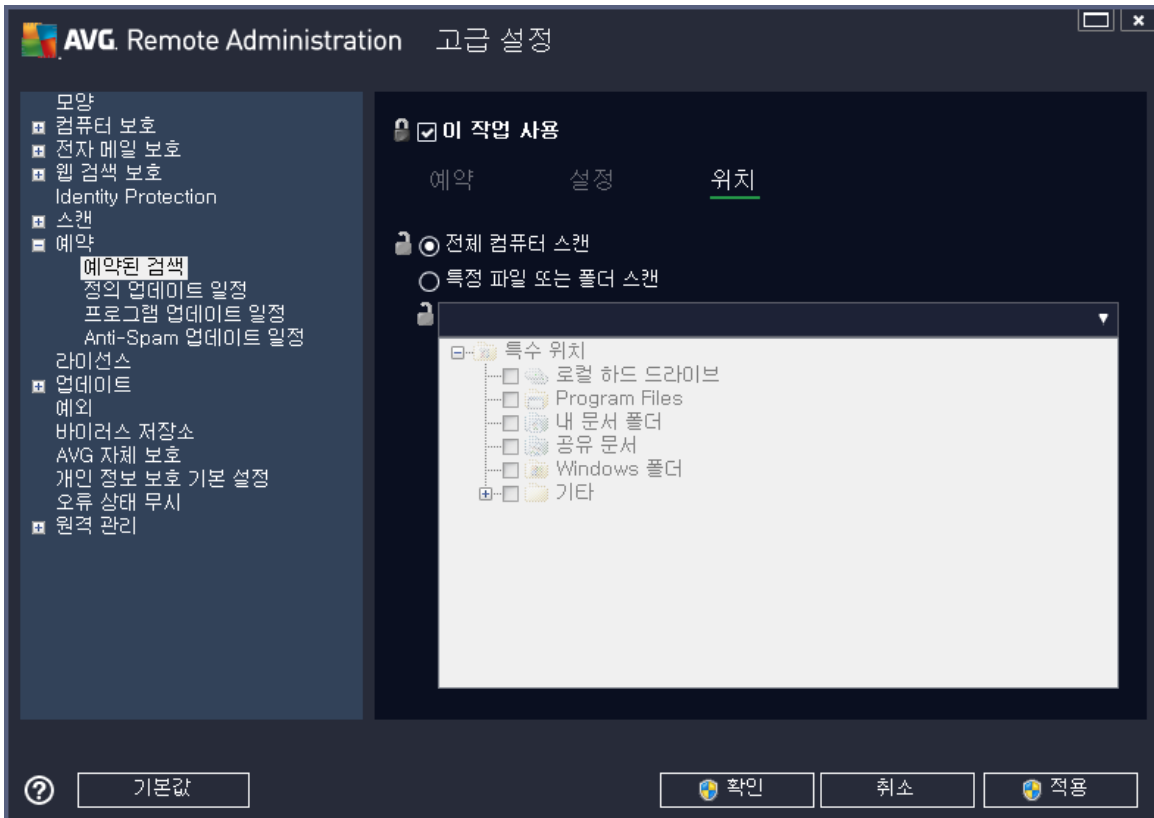 AVG. Remote Administration 고급 설정
모양
컴퓨터 보호
전자 메일 보호
웹 검색 보호
Identity Protection
스캔
예약
예약된 검색
정의 업데이트 일정
프로그램 업데이트 일정
Anti-Spam 업데이트 일정
라이선스
업데이트
예외
바이러스 저장소
AVG 자체 보호
개인 정보 보호 기본 설정
오류 상태 무시
원격 관리
이 작업 사용
예약 설정 위치
전체 컴퓨터 스캔
특정 파일 또는 폴더 스캔
특수 위치
로컬 하드 드라이브
Program Files
내 문서 폴더
공유 문서
Windows 폴더
기타
기본값 확인 취소 적용